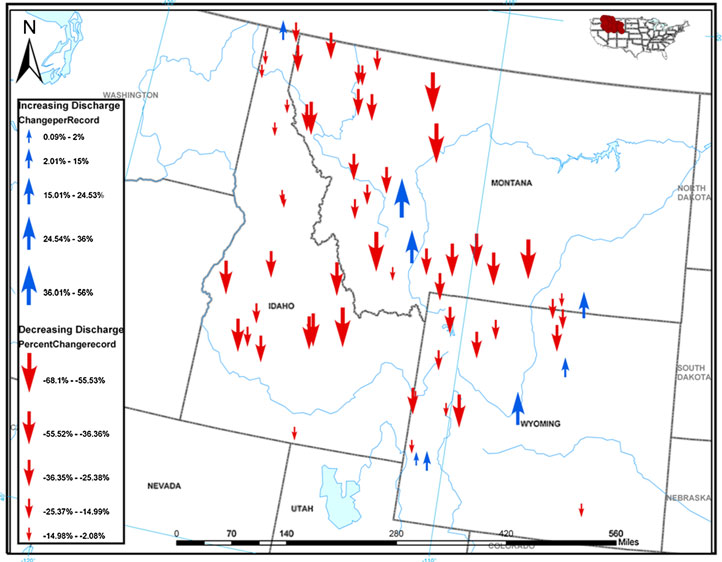 N
WASHINGTON
Increasing Discharge
ChangeperRecord
0.09% - 2%
2.01% - 15%
15.01% - 24.53%
24.54% - 36%
36.01% - 56%
Decreasing Discharge
PercentChangerecord
-68.1% - -55.53%
-55.52% - -36.36%
-36.35% - -25.38%
-25.37% - -14.99%
-14.98% - -2.08%
MONTANA
NORTH
DAKOTA
IDAHO
SOUTH
DAKOTA
WYOMING
NEVADA
UTAH
NEBRASKA
COLORADO
0 70 140 280 420 560
Miles
-120°
-110°